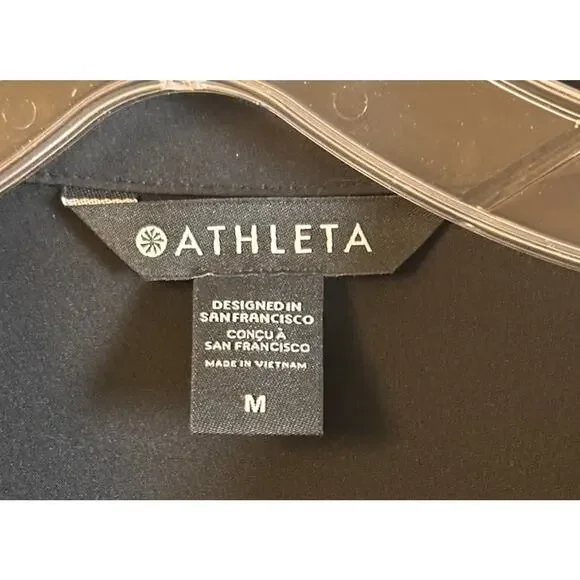 ATHLETA
DESIGNED IN
SAN FRANCISCO
CONÇU À
SAN FRANCISCO
MADE IN VIETNAM
M